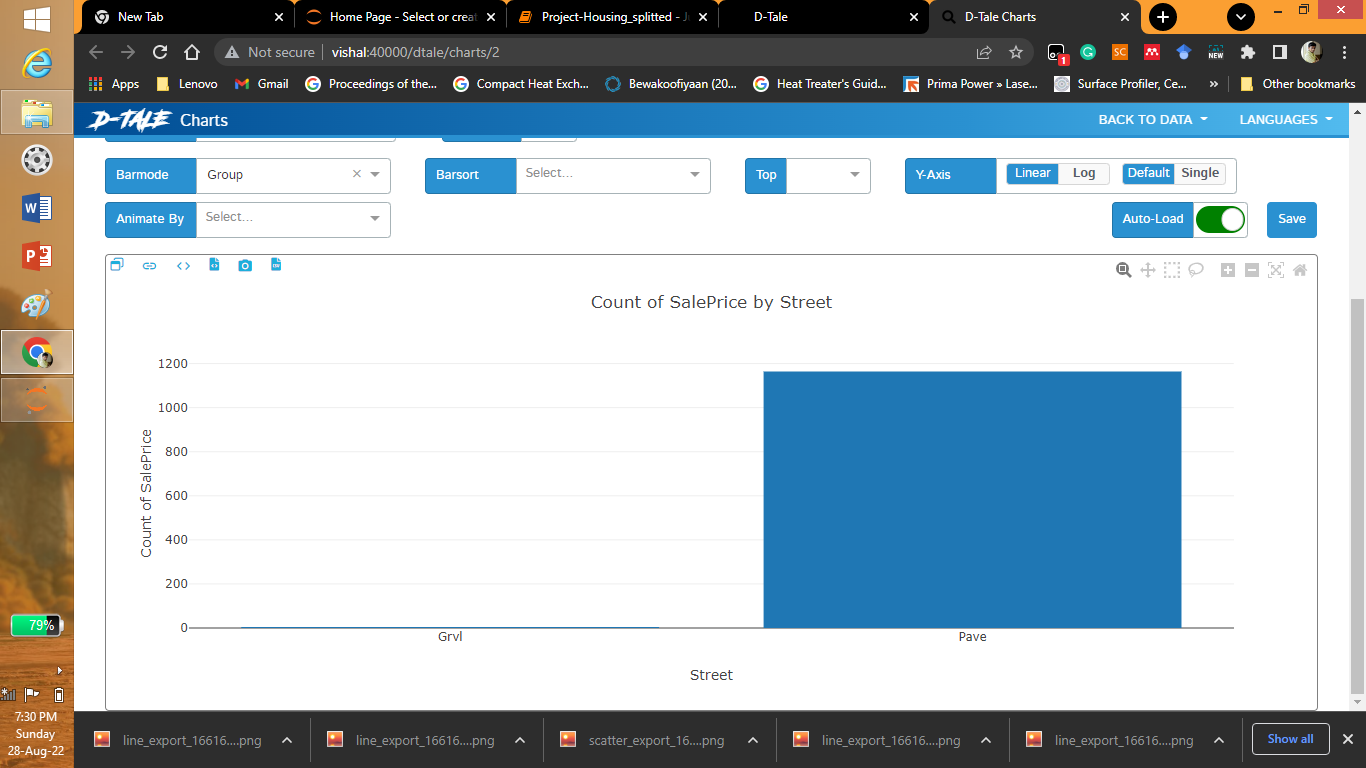 New Tab
Home Page - Select or creat
Project-Housing_splitted - J
D-Tale
D-Tale Charts
Not secure | vishal:40000/dtale/charts/2
SC
NEW
1
Apps
Lenovo
Gmail
Proceedings of the...
Compact Heat Exch...
Bewakoofiyaan (20...
Heat Treater's Guid...
Prima Power » Lase...
Surface Profiler, Ce...
»
Other bookmarks
D-TALE Charts
BACK TO DATA
LANGUAGES
Barmode
Group
Barsort
Select...
Top
Y-Axis
Linear
Log
Default
Single
Animate By
Select...
Auto-Load
Save
Count of SalePrice by Street
1200
1000
800
600
400
200
0
Count of SalePrice
Grvl
Pave
Street
79%
7:30 PM
Sunday
28-Aug-22
line_export_16616....png
line_export_16616....png
scatter_export_16....png
line_export_16616....png
line_export_16616....png
Show all